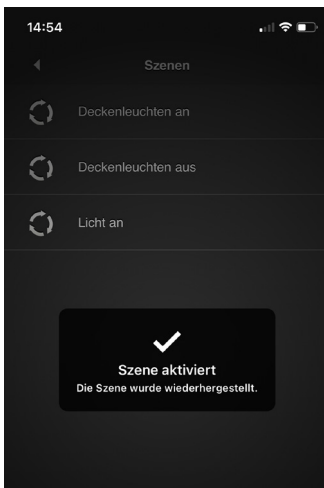 14:54
Szenen
Deckenleuchten an
Deckenleuchten aus
Licht an
Szene aktiviert
Die Szene wurde wiederhergestellt.